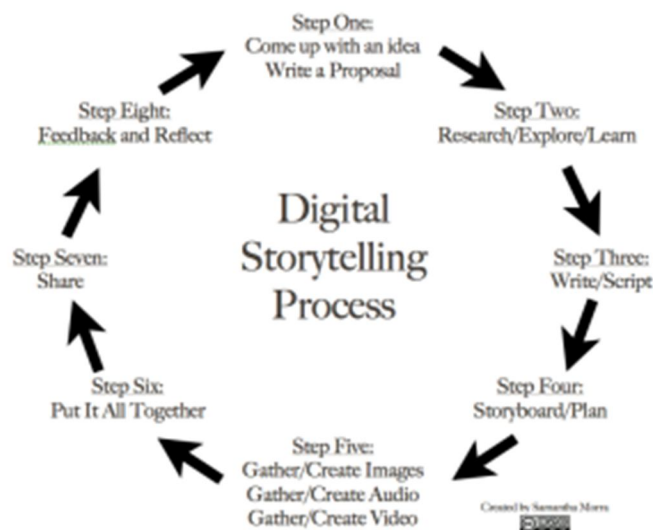 Step One:
Come up with an idea
Write a Proposal
Step Two:
Research/Explore/Learn
Step Three:
Write/Script
Step Four:
Storyboard/Plan
Step Five:
Gather/Create Images
Gather/Create Audio
Gather/Create Video
Step Six:
Put It All Together
Step Seven:
Share
Step Eight:
Feedback and Reflect
Digital
Storytelling
Process
Created by Samantha Morra